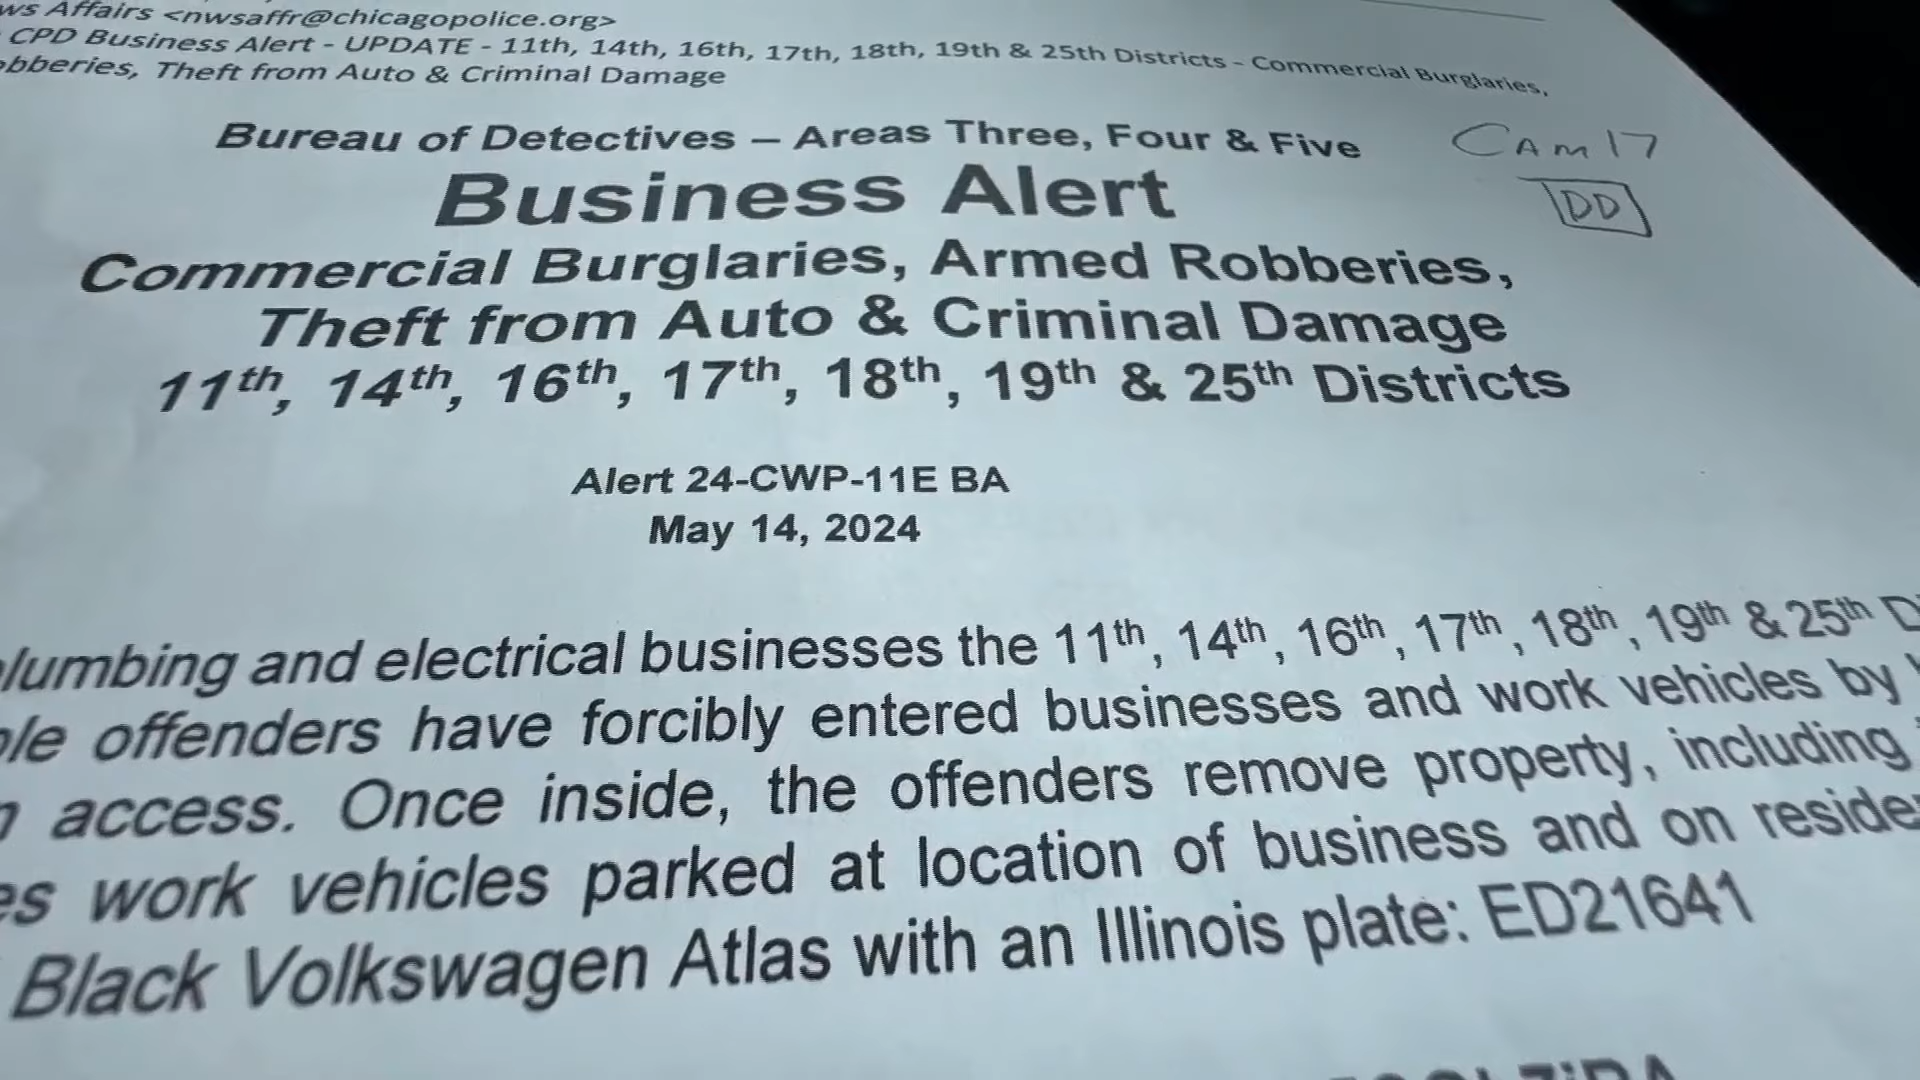 ws Affairs <nwsaffr@chicagopolice.org>
CPD Business Alert - UPDATE - 11th, 14th, 16th, 17th, 18th, 19th & 25th Districts - Commercial Burglaries,
obberies, Theft from Auto & Criminal Damage
Bureau of Detectives – Areas Three, Four & Five
CAM 17
Business Alert
DD
Commercial Burglaries, Armed Robberies,
Theft from Auto & Criminal Damage
11th, 14th, 16th, 17th, 18th, 19th & 25th Districts
Alert 24-CWP-11E BA
May 14, 2024
lumbing and electrical businesses the 11th, 14th, 16th, 17th, 18th, 19th & 25th D
ple offenders have forcibly entered businesses and work vehicles by
access. Once inside, the offenders remove property, including
es work vehicles parked at location of business and on reside
Black Volkswagen Atlas with an Illinois plate: ED21641